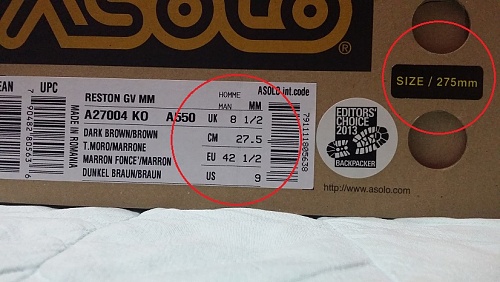 ASOLO
®
SIZE / 275mm
EAN UPC
RESTON GV MM
A27004 KO A550
HOMME
MAN MM
ASOLO int.code
UK 8 1/2
CM 27.5
EU 42 1/2
US 9
MADE IN ROMANIA
DARK BROWN/BROWN
T.MORO/MARRONE
MARRON FONCE'/MARRON
DUNKEL BRAUN/BRAUN
EDITORS'
CHOICE
2013
BACKPACKER
http://www.asolo.com